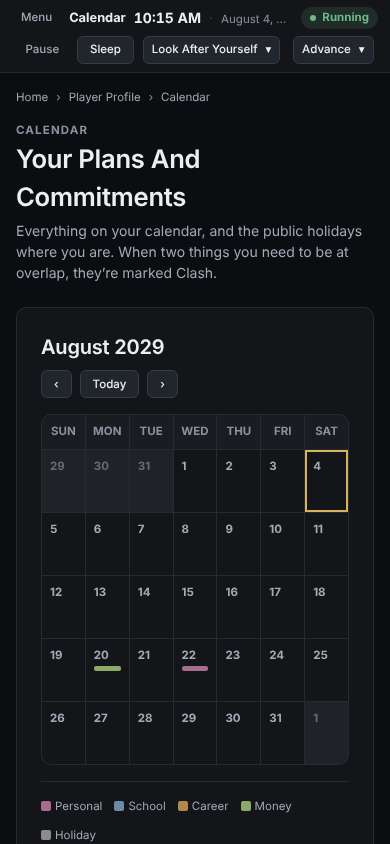 Menu Calendar 10:15 AM · August 4, ... Running
Pause Sleep Look After Yourself ▾ Advance ▾
Home › Player Profile › Calendar
CALENDAR
Your Plans And
Commitments
Everything on your calendar, and the public holidays
where you are. When two things you need to be at
overlap, they’re marked Clash.
August 2029
‹ Today ›
SUN MON TUE WED THU FRI SAT
29 30 31 1 2 3 4
5 6 7 8 9 10 11
12 13 14 15 16 17 18
19 20 21 22 23 24 25
26 27 28 29 30 31 1
Personal School Career Money
Holiday